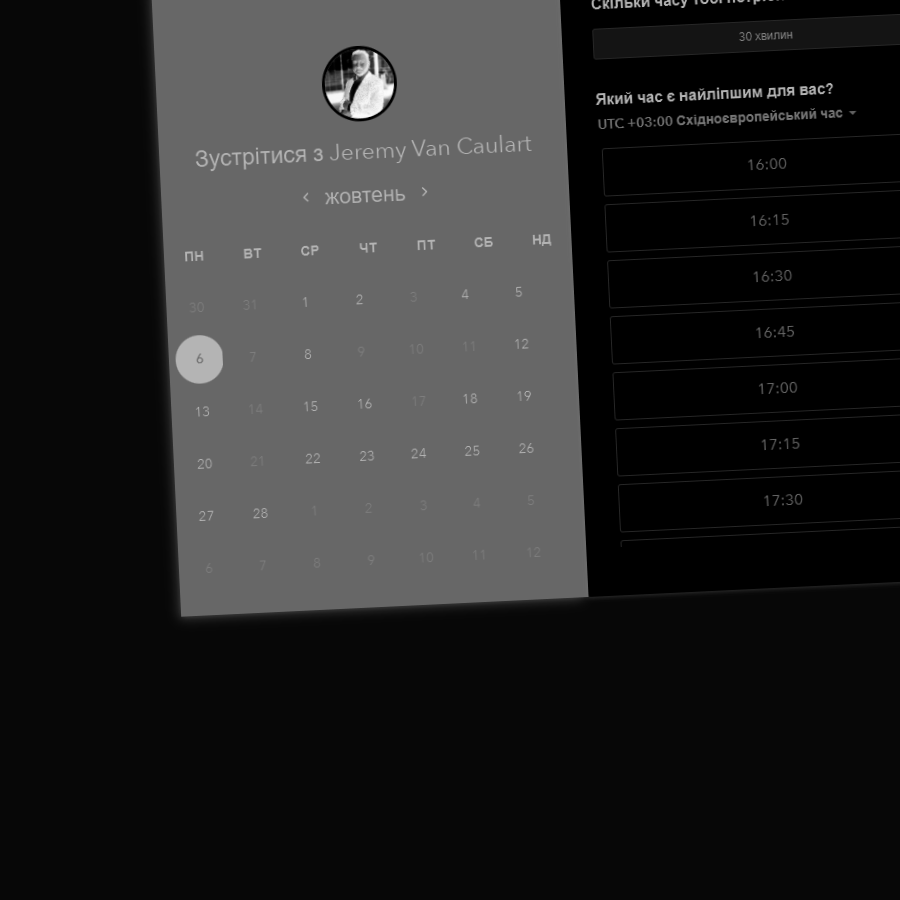 Зустрітися з Jeremy Van Caulart
‹ жовтень ›
ПН ВТ СР ЧТ ПТ СБ НД
30 31 1 2 3 4 5
6 7 8 9 10 11 12
13 14 15 16 17 18 19
20 21 22 23 24 25 26
27 28 1 2 3 4 5
6 7 8 9 10 11 12
Скільки часу тобі
30 хвилин
Який час є найліпшим для вас?
UTC +03:00 Східноєвропейський час
16:00
16:15
16:30
16:45
17:00
17:15
17:30